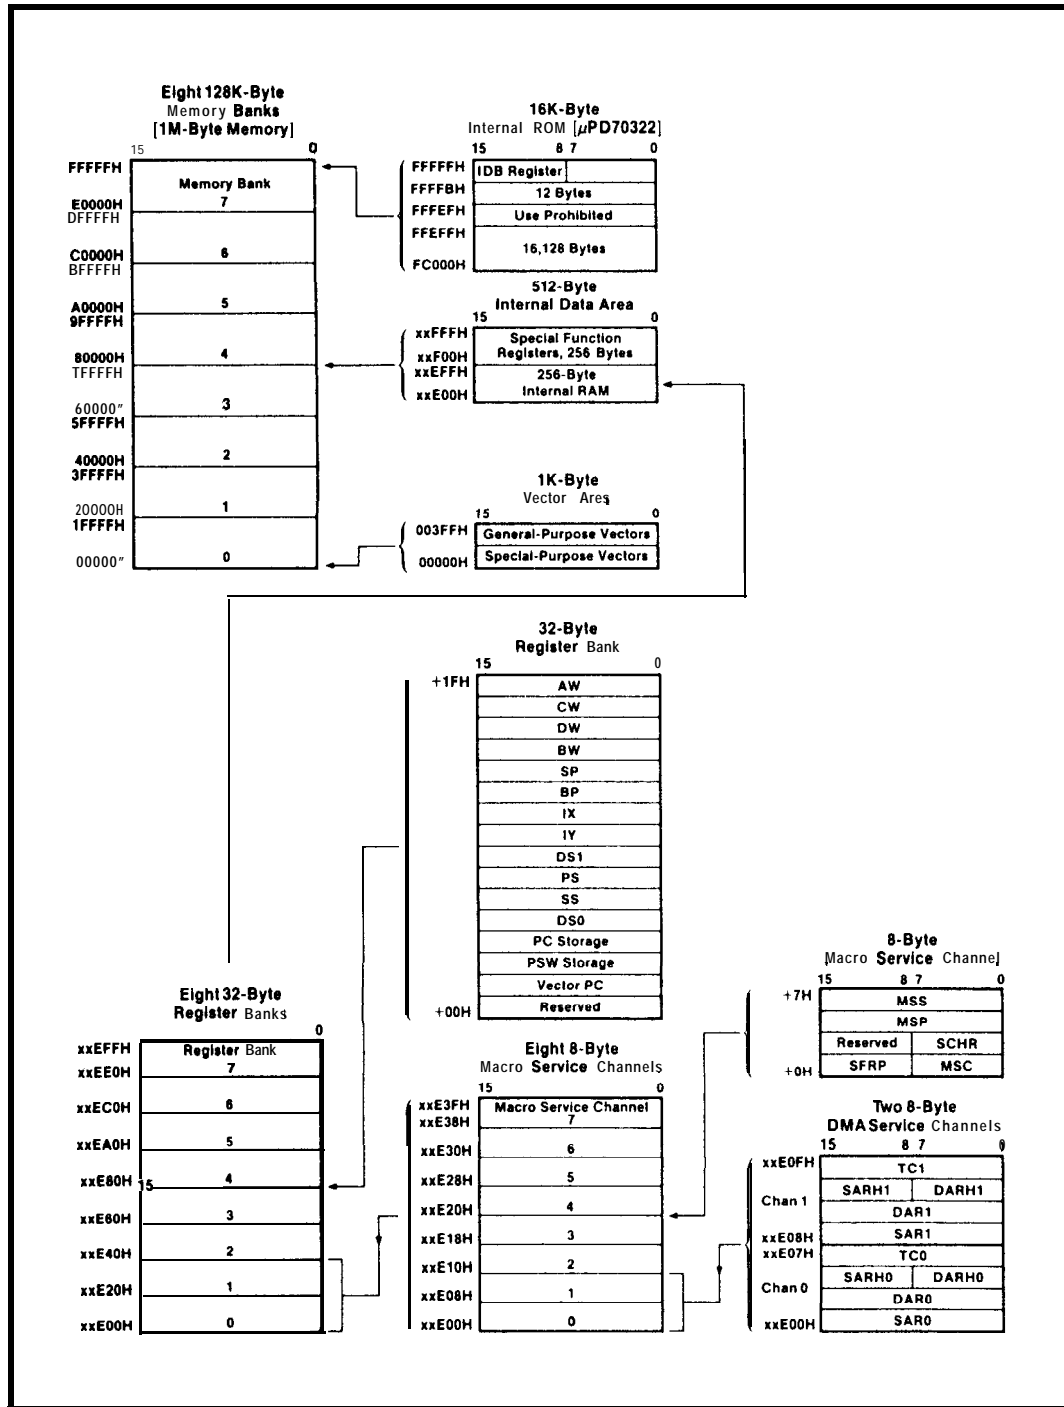 Eight 128K-Byte
Memory Banks
[1M-Byte Memory]
15 0
FFFFFH
Memory Bank
7
E0000H
DFFFFH
6
C0000H
BFFFFH
5
A0000H
9FFFFH
4
80000H
TFFFFH
3
60000"
5FFFFH
2
40000H
3FFFFH
1
20000H
1FFFFH
0
00000"
16K-Byte
Internal ROM [µPD70322]
15 8 7 0
FFFFFH
IDB Register
FFFFBH
12 Bytes
FFFEFH
Use Prohibited
FFEFFH
16,128 Bytes
FC000H
512-Byte
Internal Data Area
15 0
xxFFFH
Special Function
Registers, 256 Bytes
xxF00H
xxEFFH
256-Byte
Internal RAM
xxE00H
1K-Byte
Vector Ares
15 0
003FFH
General-Purpose Vectors
Special-Purpose Vectors
00000H
32-Byte
Register Bank
15 0
+1FH
AW
CW
DW
BW
SP
BP
IX
IY
DS1
PS
SS
DS0
PC Storage
PSW Storage
Vector PC
Reserved
+00H
Eight 32-Byte
Register Banks
0
xxEFFH
Register Bank
7
xxEE0H
6
xxEC0H
5
xxEA0H
4
xxE80H
15
3
xxE60H
2
xxE40H
1
xxE20H
0
xxE00H
Eight 8-Byte
Macro Service Channels
15 0
xxE3FH
Macro Service Channel
7
xxE38H
6
xxE30H
5
xxE28H
4
xxE20H
3
xxE18H
2
xxE10H
1
xxE08H
0
xxE00H
8-Byte
Macro Service Channel
15 8 7 0
+7H
MSS
MSP
Reserved SCHR
SFRP MSC
+0H
Two 8-Byte
DMA Service Channels
15 8 7 0
xxE0FH
TC1
SARH1 DARH1
Chan 1
DAR1
SAR1
xxE08H
xxE07H
TC0
SARH0 DARH0
Chan 0
DAR0
SAR0
xxE00H